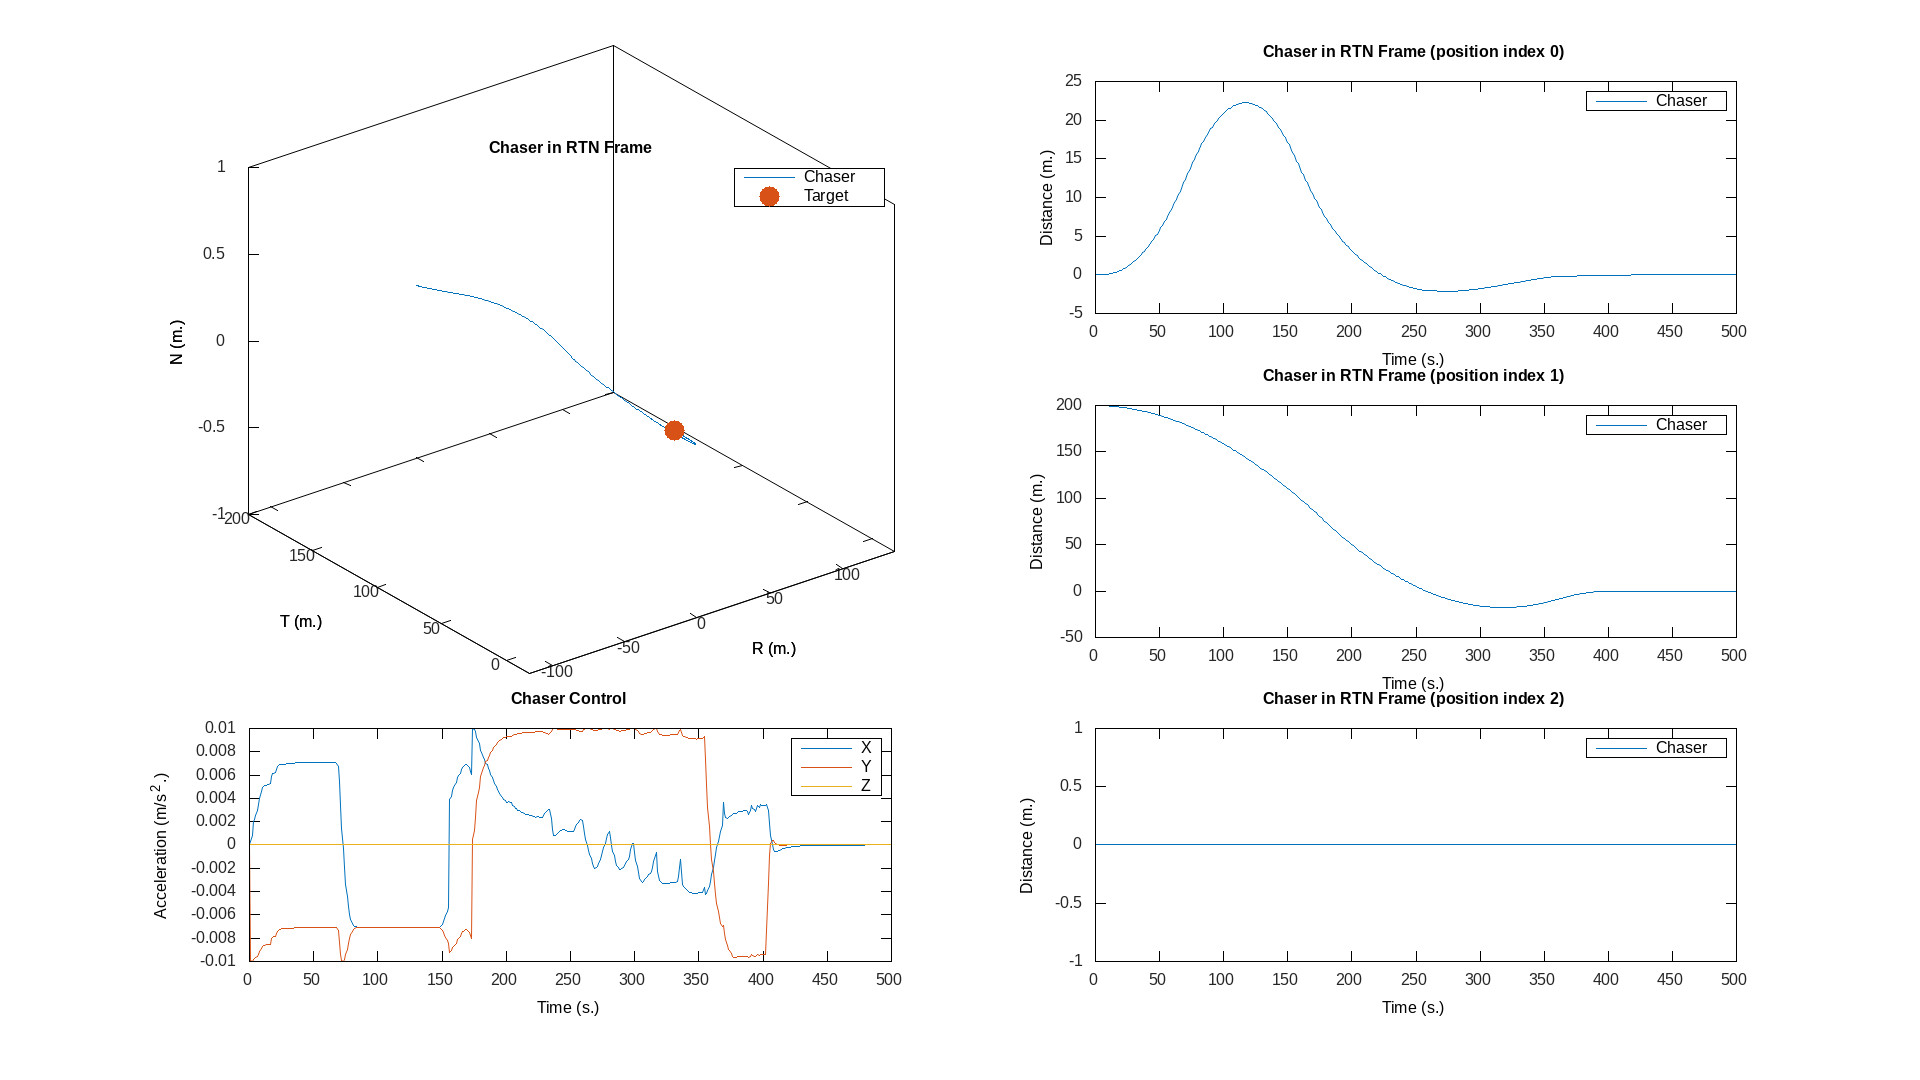 Chaser in RTN Frame
Chaser
Target
1
0.5
0
-0.5
-1
N (m.)
200
150
100
50
0
T (m.)
-100
-50
0
50
100
R (m.)
Chaser in RTN Frame (position index 0)
Chaser
25
20
15
10
5
0
-5
Distance (m.)
0 50 100 150 200 250 300 350 400 450 500
Time (s.)
Chaser in RTN Frame (position index 1)
Chaser
200
150
100
50
0
-50
Distance (m.)
0 50 100 150 200 250 300 350 400 450 500
Time (s.)
Chaser Control
X
Y
Z
0.01
0.008
0.006
0.004
0.002
0
-0.002
-0.004
-0.006
-0.008
-0.01
Acceleration (m/s².)
0 50 100 150 200 250 300 350 400 450 500
Time (s.)
Chaser in RTN Frame (position index 2)
Chaser
1
0.5
0
-0.5
-1
Distance (m.)
0 50 100 150 200 250 300 350 400 450 500
Time (s.)